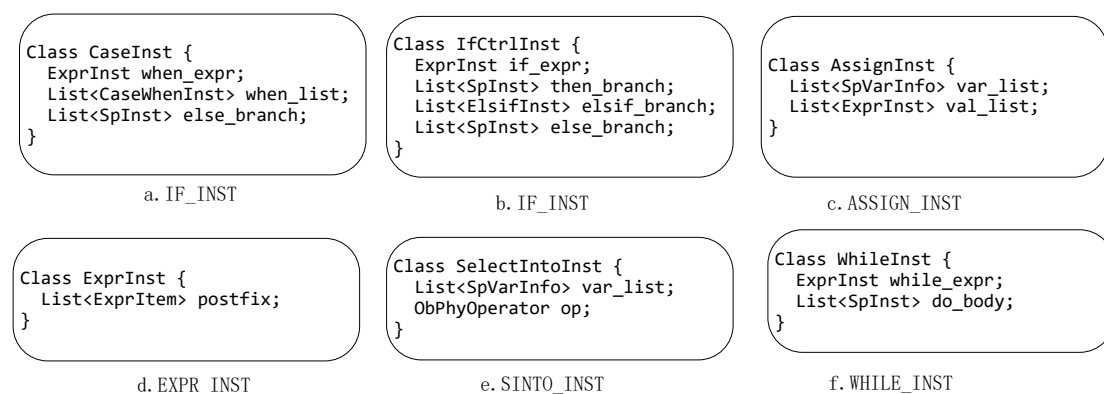 Class CaseInst {
ExprInst when_expr;
List<CaseWhenInst> when_list;
List<SpInst> else_branch;
}
a. IF_INST
Class IfCtrlInst {
ExprInst if_expr;
List<SpInst> then_branch;
List<ElsifInst> elsif_branch;
List<SpInst> else_branch;
}
b. IF_INST
Class AssignInst {
List<SpVarInfo> var_list;
List<ExprInst> val_list;
}
c. ASSIGN_INST
Class ExprInst {
List<ExprItem> postfix;
}
d. EXPR INST
Class SelectIntoInst {
List<SpVarInfo> var_list;
ObPhyOperator op;
}
e. SINTO_INST
Class WhileInst {
ExprInst while_expr;
List<SpInst> do_body;
}
f. WHILE_INST